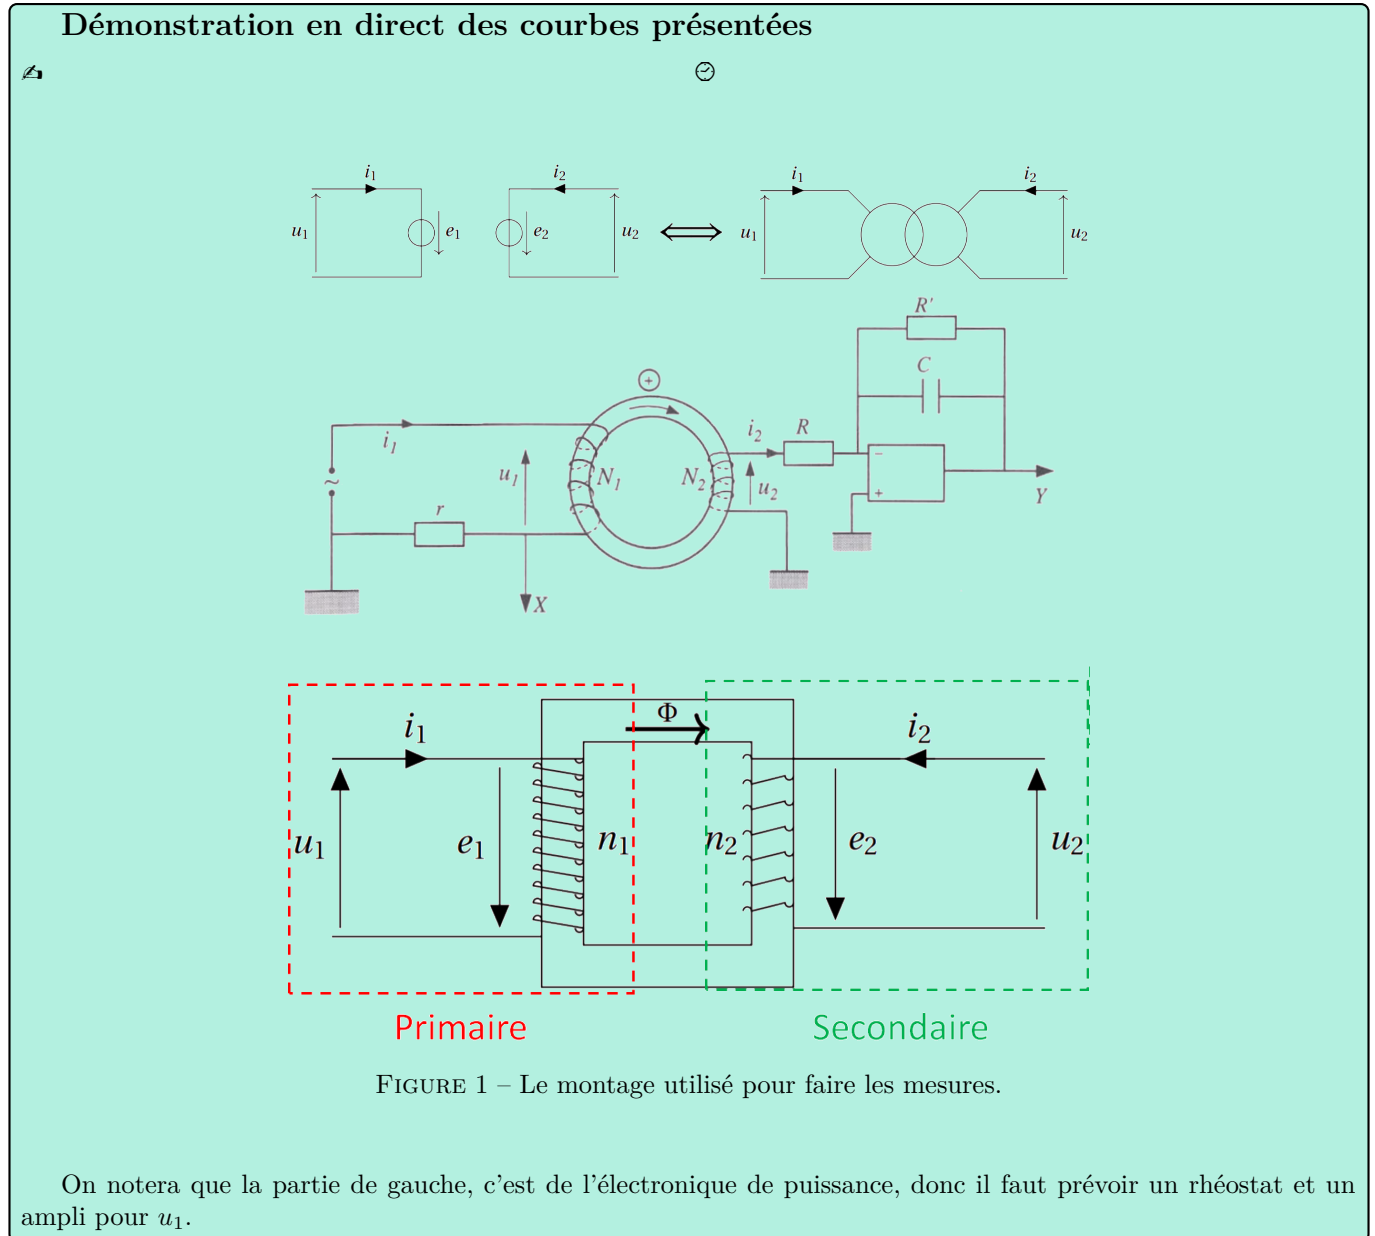 Démonstration en direct des courbes présentées
i1 i2 i1 i2
u1 e1 e2 u2 u1 u2
R'
C
+
i1 i2 R
u1 N1 N2 u2 − +
~ Y
r
X
Φ
i1 i2
u1 e1 n1 n2 e2 u2
Primaire Secondaire
FIGURE 1 – Le montage utilisé pour faire les mesures.
On notera que la partie de gauche, c'est de l'électronique de puissance, donc il faut prévoir un rhéostat et un
ampli pour u1.